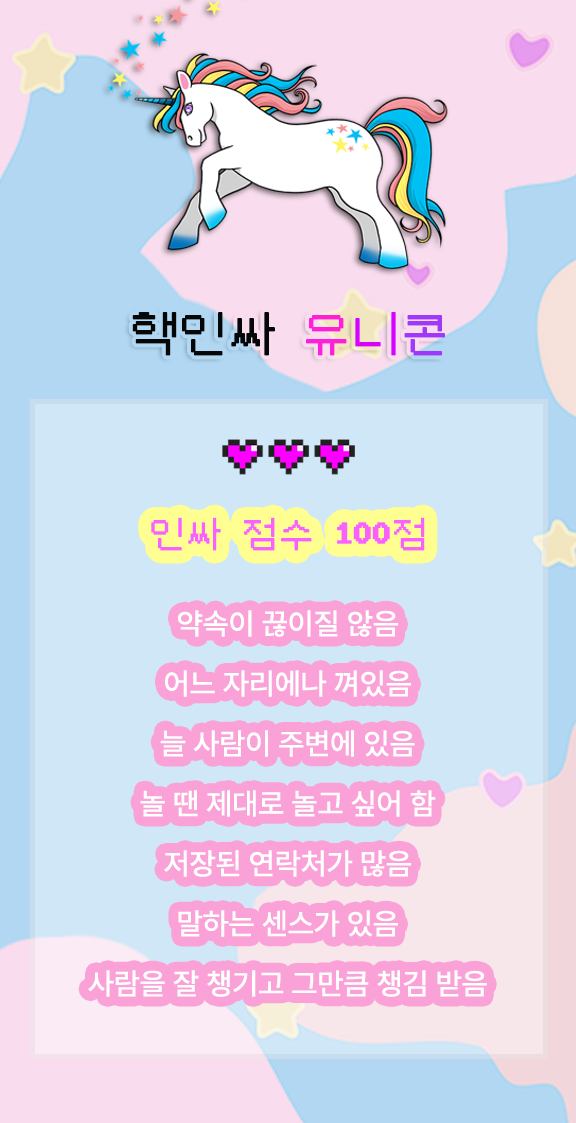 핵인싸 유니콘
인싸 점수 100점
약속이 끊이질 않음
어느 자리에나 껴있음
늘 사람이 주변에 있음
놀 땐 제대로 놀고 싶어 함
저장된 연락처가 많음
말하는 센스가 있음
사람을 잘 챙기고 그만큼 챙김 받음